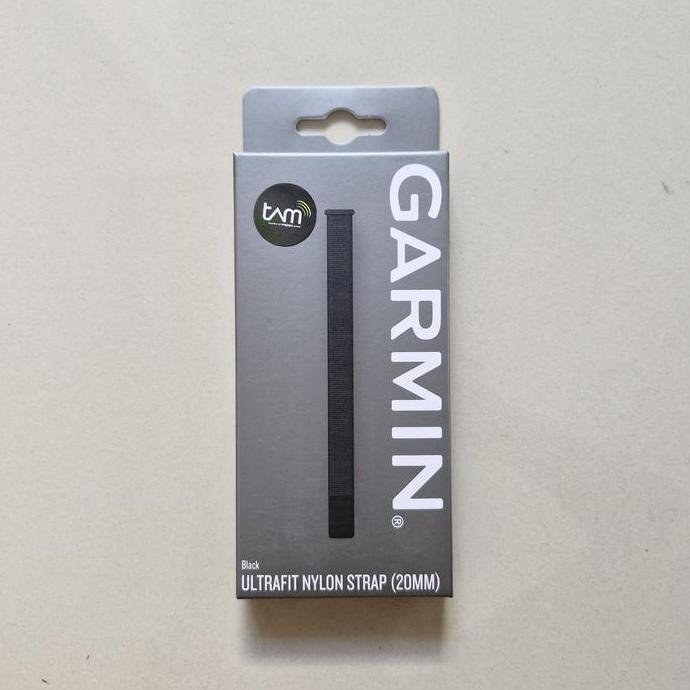 tam
GARMIN®
Black
ULTRAFIT NYLON STRAP (20MM)